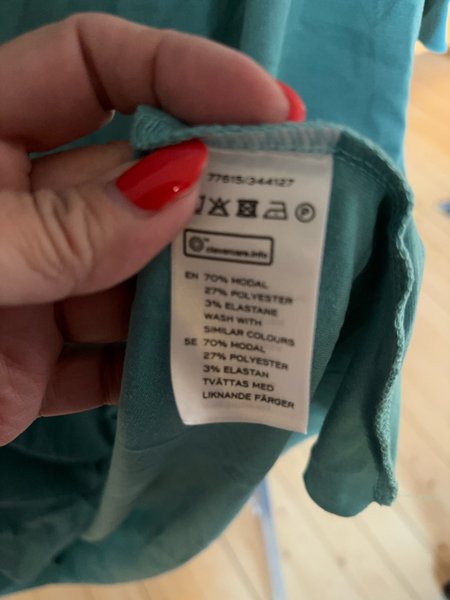 77615/344127
clevercare.info
EN 70% MODAL
27% POLYESTER
3% ELASTANE
WASH WITH
SIMILAR COLOURS
SE 70% MODAL
27% POLYESTER
3% ELASTAN
TVÄTTAS MED
LIKNANDE FÄRGER